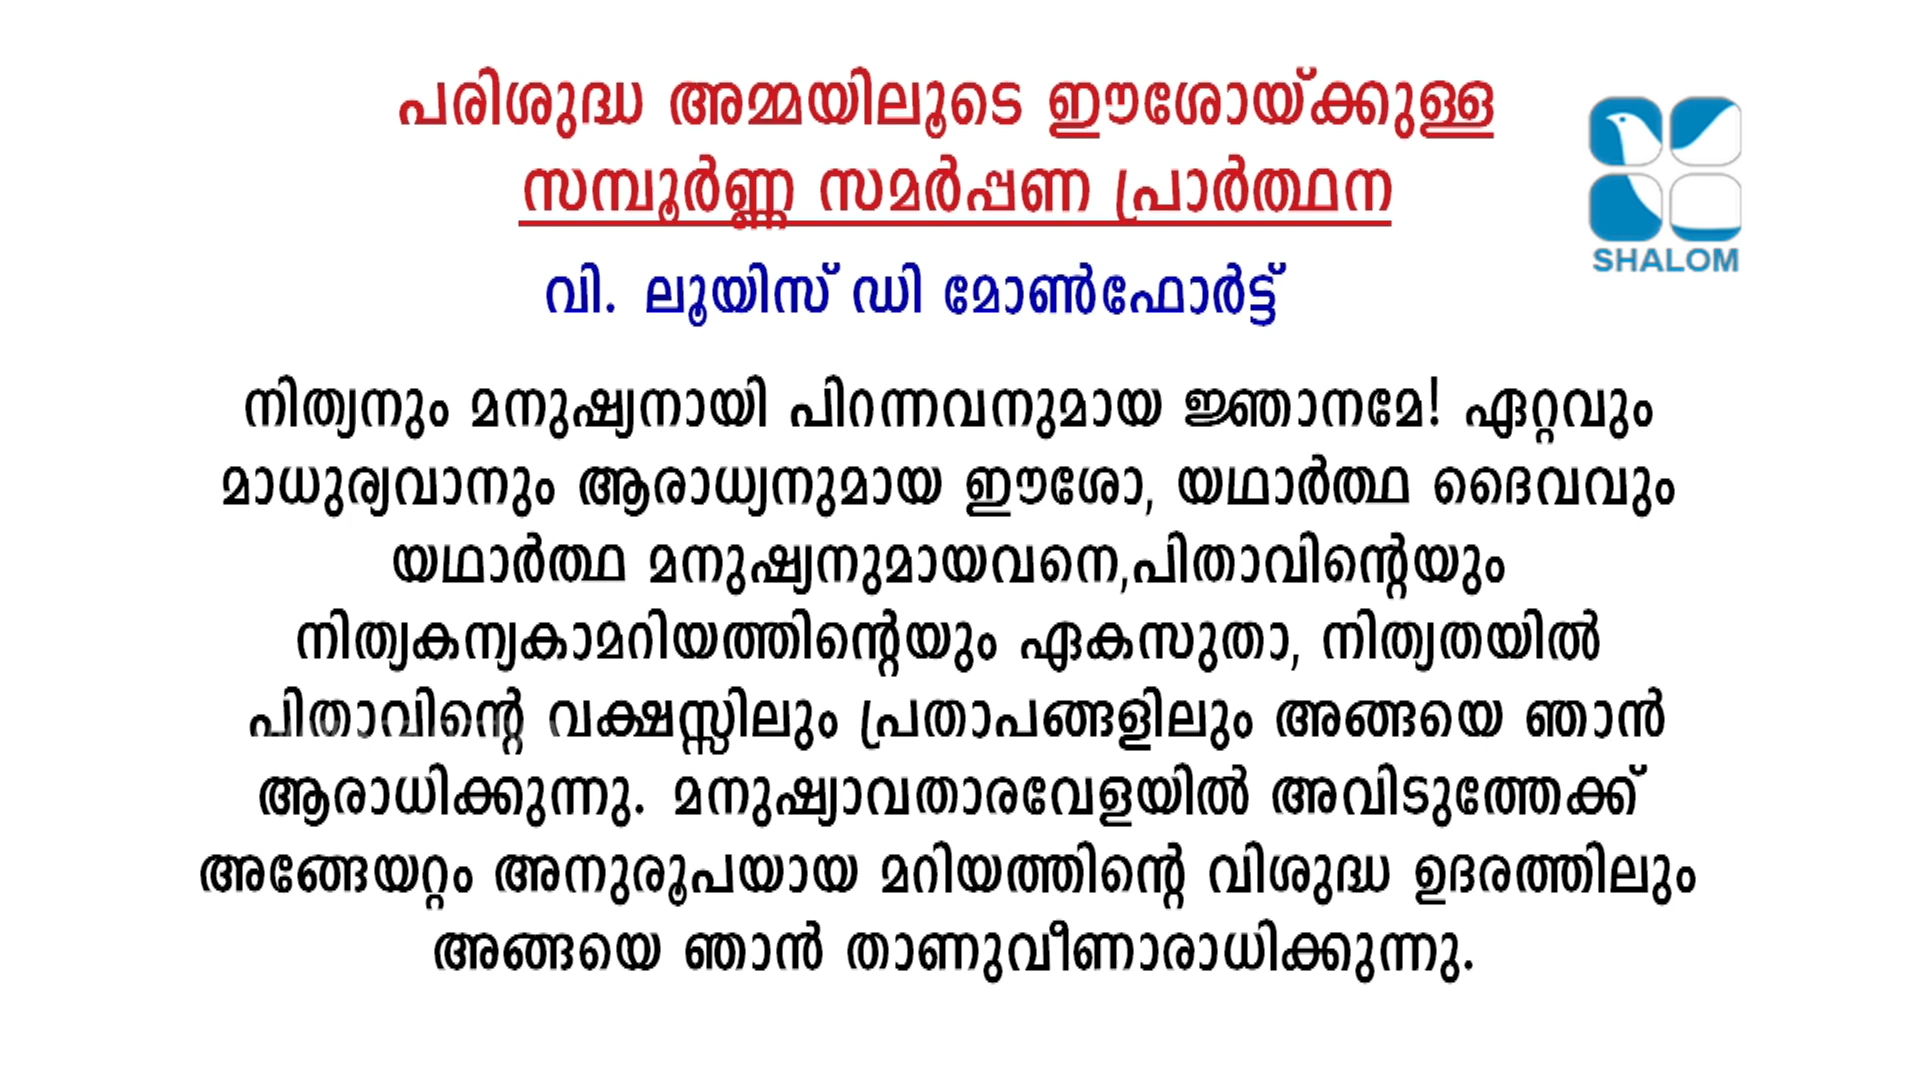 പരിശുദ്ധ അമ്മയിലൂടെ ഈശോയ്ക്കുള്ള
സമ്പൂർണ്ണ സമർപ്പണ പ്രാർത്ഥന
SHALOM
വി. ലൂയിസ് ഡി മോൺഫോർട്ട്
നിത്യനും മനുഷ്യനായി പിറന്നവനുമായ ജ്ഞാനമേ! ഏറ്റവും
മാധുര്യവാനും ആരാധ്യനുമായ ഈശോ, യഥാർത്ഥ ദൈവവും
യഥാർത്ഥ മനുഷ്യനുമായവനെ,പിതാവിന്റെയും
നിത്യകന്യകാമറിയത്തിന്റെയും ഏകസുതാ, നിത്യതയിൽ
പിതാവിന്റെ വക്ഷസ്സിലും പ്രതാപങ്ങളിലും അങ്ങയെ ഞാൻ
ആരാധിക്കുന്നു. മനുഷ്യാവതാരവേളയിൽ അവിടുത്തേക്ക്
അങ്ങേയറ്റം അനുരൂപയായ മറിയത്തിന്റെ വിശുദ്ധ ഉദരത്തിലും
അങ്ങയെ ഞാൻ താണുവീണാരാധിക്കുന്നു.